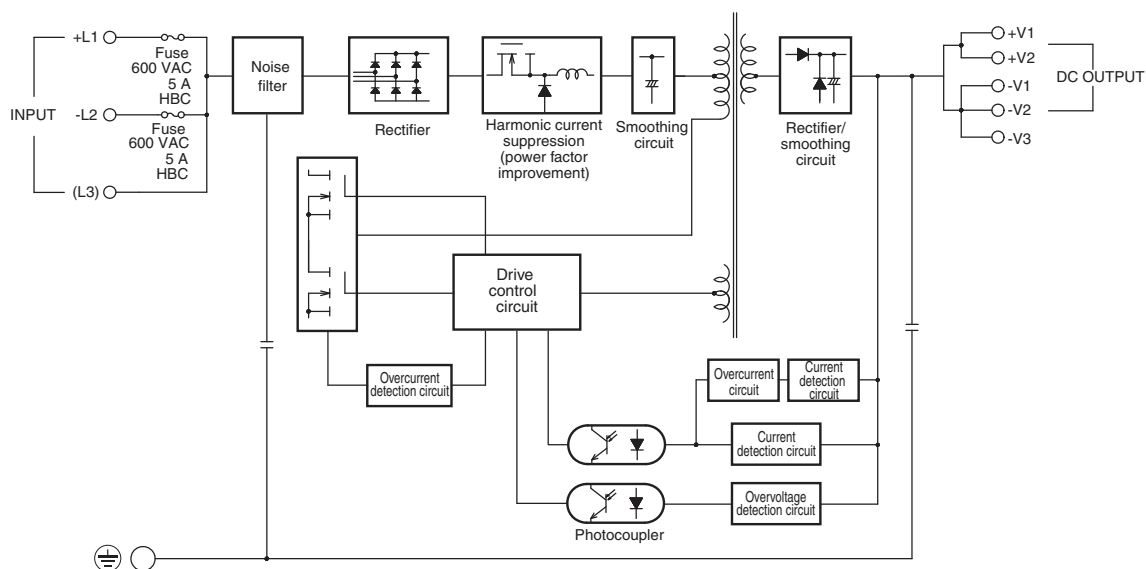 +L1
Fuse
600 VAC
5 A
HBC
INPUT
-L2
Fuse
600 VAC
5 A
HBC
(L3)
Noise
filter
Rectifier
Harmonic current
suppression
(power factor
improvement)
Smoothing
circuit
Rectifier/
smoothing
circuit
+V1
+V2
-V1
-V2
-V3
DC OUTPUT
Drive
control
circuit
Overcurrent
detection circuit
Overcurrent
circuit
Current
detection
circuit
Current
detection circuit
Overvoltage
detection circuit
Photocoupler